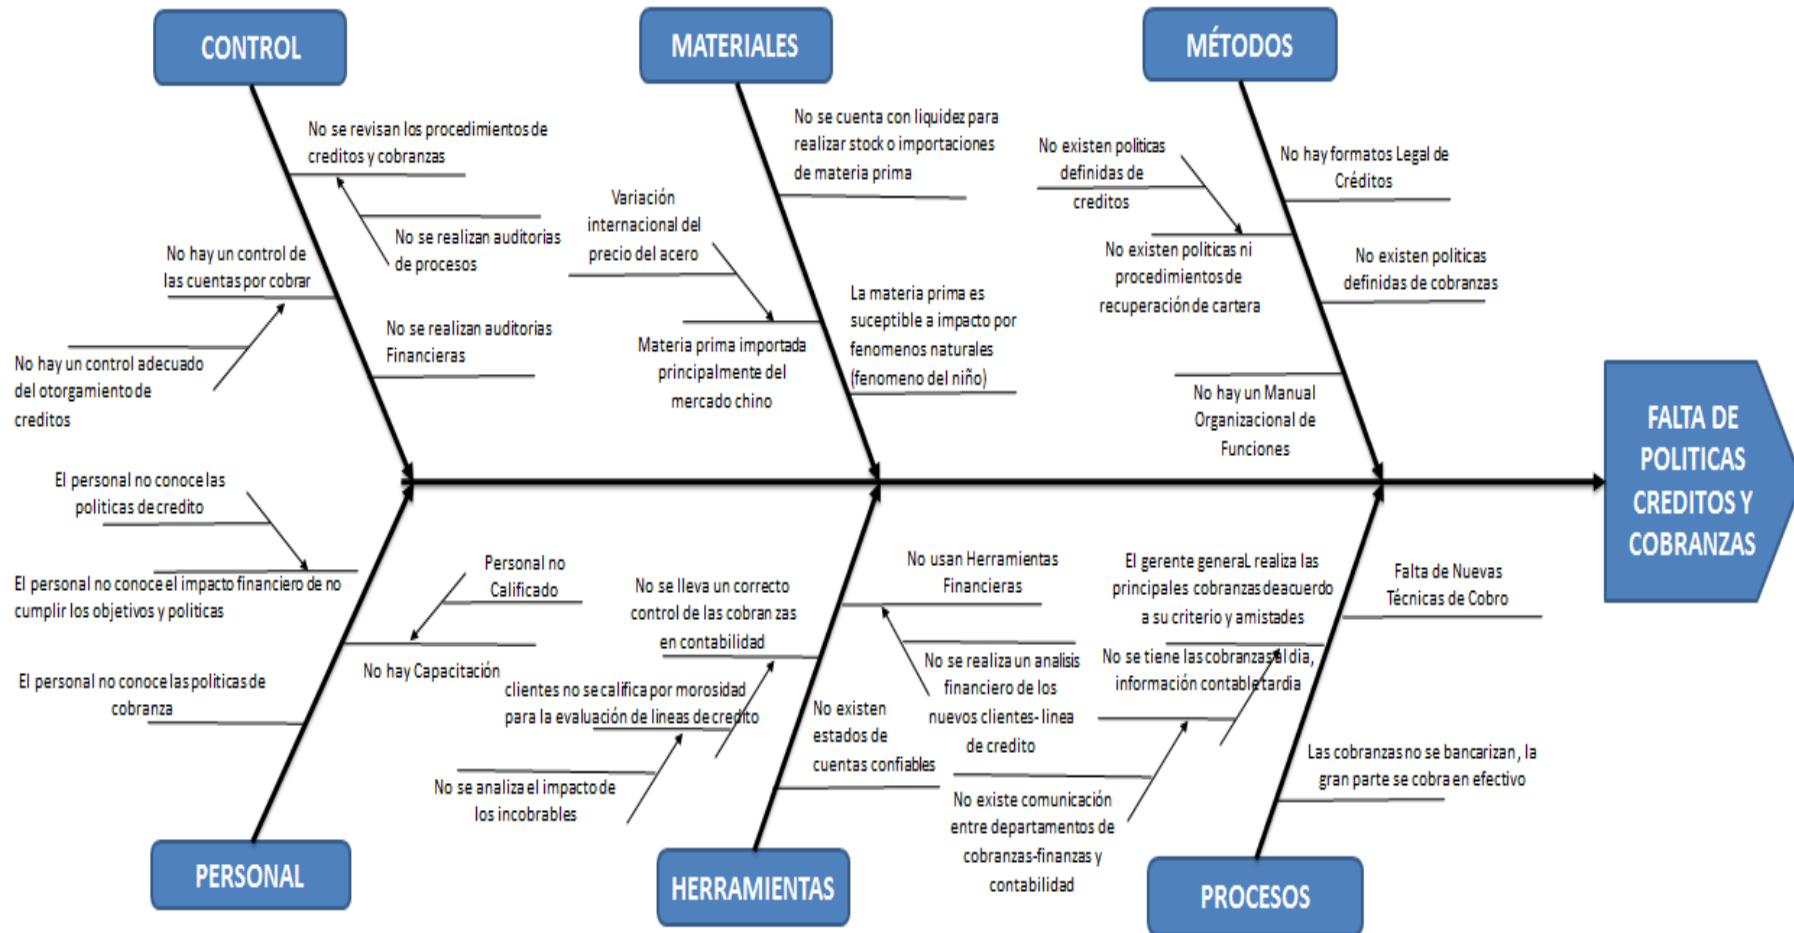 CONTROL
MATERIALES
MÉTODOS
No se revisan los procedimientos de
creditos y cobranzas
No se realizan auditorias
de procesos
No hay un control de
las cuentas por cobrar
No se realizan auditorias
Financieras
No hay un control adecuado
del otorgamiento de
creditos
No se cuenta con liquidez para
realizar stock o importaciones
de materia prima
Variación
internacional del
precio del acero
La materia prima es
suceptible a impacto por
fenomenos naturales
(fenomeno del niño)
Materia prima importada
principalmente del
mercado chino
No existen politicas
definidas de
creditos
No hay formatos Legal de
Créditos
No existen politicas ni
procedimientos de
recuperación de cartera
No existen politicas
definidas de cobranzas
No hay un Manual
Organizacional de
Funciones
FALTA DE
POLITICAS
CREDITOS Y
COBRANZAS
El personal no conoce las
politicas de credito
El personal no conoce el impacto financiero de no
cumplir los objetivos y politicas
Personal no
Calificado
No hay Capacitación
El personal no conoce las politicas de
cobranza
No se lleva un correcto
control de las cobranzas
en contabilidad
clientes no se califica por morosidad
para la evaluación de lineas de credito
No se analiza el impacto de
los incobrables
No usan Herramientas
Financieras
No se realiza un analisis
financiero de los
nuevos clientes- linea
de credito
No existen
estados de
cuentas confiables
El gerente general, realiza las
principales cobranzas deacuerdo
a su criterio y amistades
No se tiene las cobranzas al dia,
información contable tardia
No existe comunicación
entre departamentos de
cobranzas-finanzas y
contabilidad
Falta de Nuevas
Técnicas de Cobro
Las cobranzas no se bancarizan, la
gran parte se cobra en efectivo
PERSONAL
HERRAMIENTAS
PROCESOS